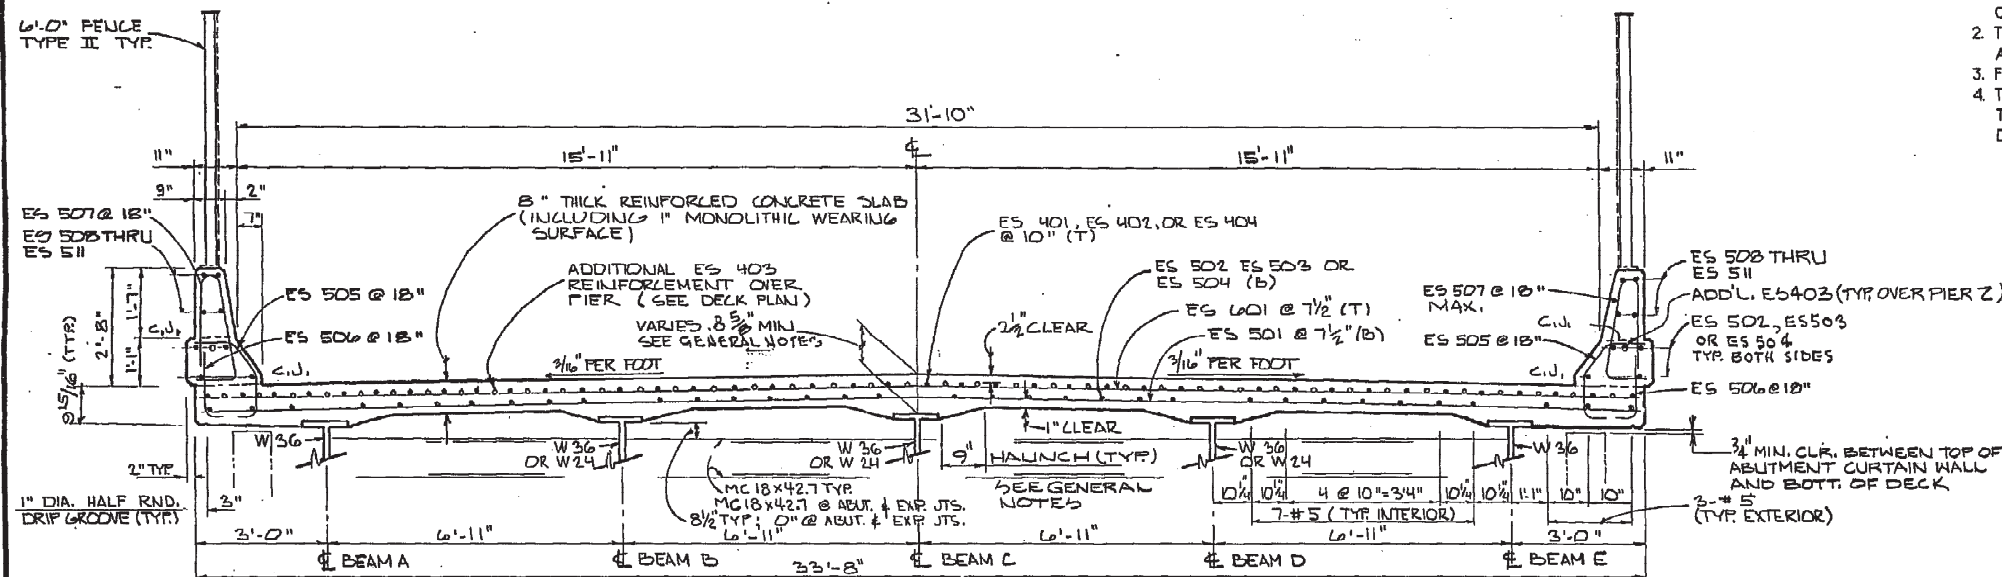 6'-0" FENCE
TYPE II TYP.
2. T
3. F
4. T
T
D
31'-10"
℄
11"
15'-11"
15'-11"
11"
9"
2"
7"
8" THICK REINFORCED CONCRETE SLAB
(INCLUDING 1" MONOLITHIC WEARING
SURFACE)
ES 507 @ 18"
ES 508 THRU
ES 511
ES 401, ES 402, OR ES 404
@ 10" (T)
ADDITIONAL ES 403
REINFORCEMENT OVER
PIER (SEE DECK PLAN)
ES 502 ES 503 OR
ES 504 (B)
ES 508 THRU
ES 511
ES 505 @ 18"
ES 507 @ 18"
MAX.
ADD'L. ES403 (TYP. OVER PIER 2)
VARIES 8 5/8" MIN
SEE GENERAL NOTES
2 1/2" CLEAR
ES 601 @ 7 1/2" (T)
C.J.
1'-7"
2'-8"
1'-1"
C.J.
ES 506 @ 18"
ES 501 @ 7 1/2" (B)
ES 505 @ 18"
ES 502, ES503
OR ES 504
TYP. BOTH SIDES
3/16" PER FOOT
3/16" PER FOOT
C.J.
C.J.
9 5/16" (TYP.)
ES 506 @ 18"
1" CLEAR
W 36
W 36
OR W 24
W 36
OR W 24
W 36
OR W 24
W 36
9"
HAUNCH (TYP.)
SEE GENERAL
NOTES
3/4" MIN. CLR. BETWEEN TOP OF
ABUTMENT CURTAIN WALL
AND BOTT. OF DECK
2" TYP.
3"
1" DIA. HALF RND.
DRIP GROOVE (TYP.)
MC 18 x 42.7 TYP.
MC 18 x 42.7 @ ABUT. & EXP. JTS.
8 1/2" TYP; 0" @ ABUT. & EXP. JTS.
10 1/4 10 1/4 4 @ 10"=3'4" 10 1/4 10 1/4 1'-1" 10" 10"
7-#5 (TYP. INTERIOR)
3-#5
(TYP. EXTERIOR)
3'-0"
6'-11"
6'-11"
6'-11"
6'-11"
3'-0"
℄ BEAM A
℄ BEAM B
℄ BEAM C
℄ BEAM D
℄ BEAM E
33'-8"